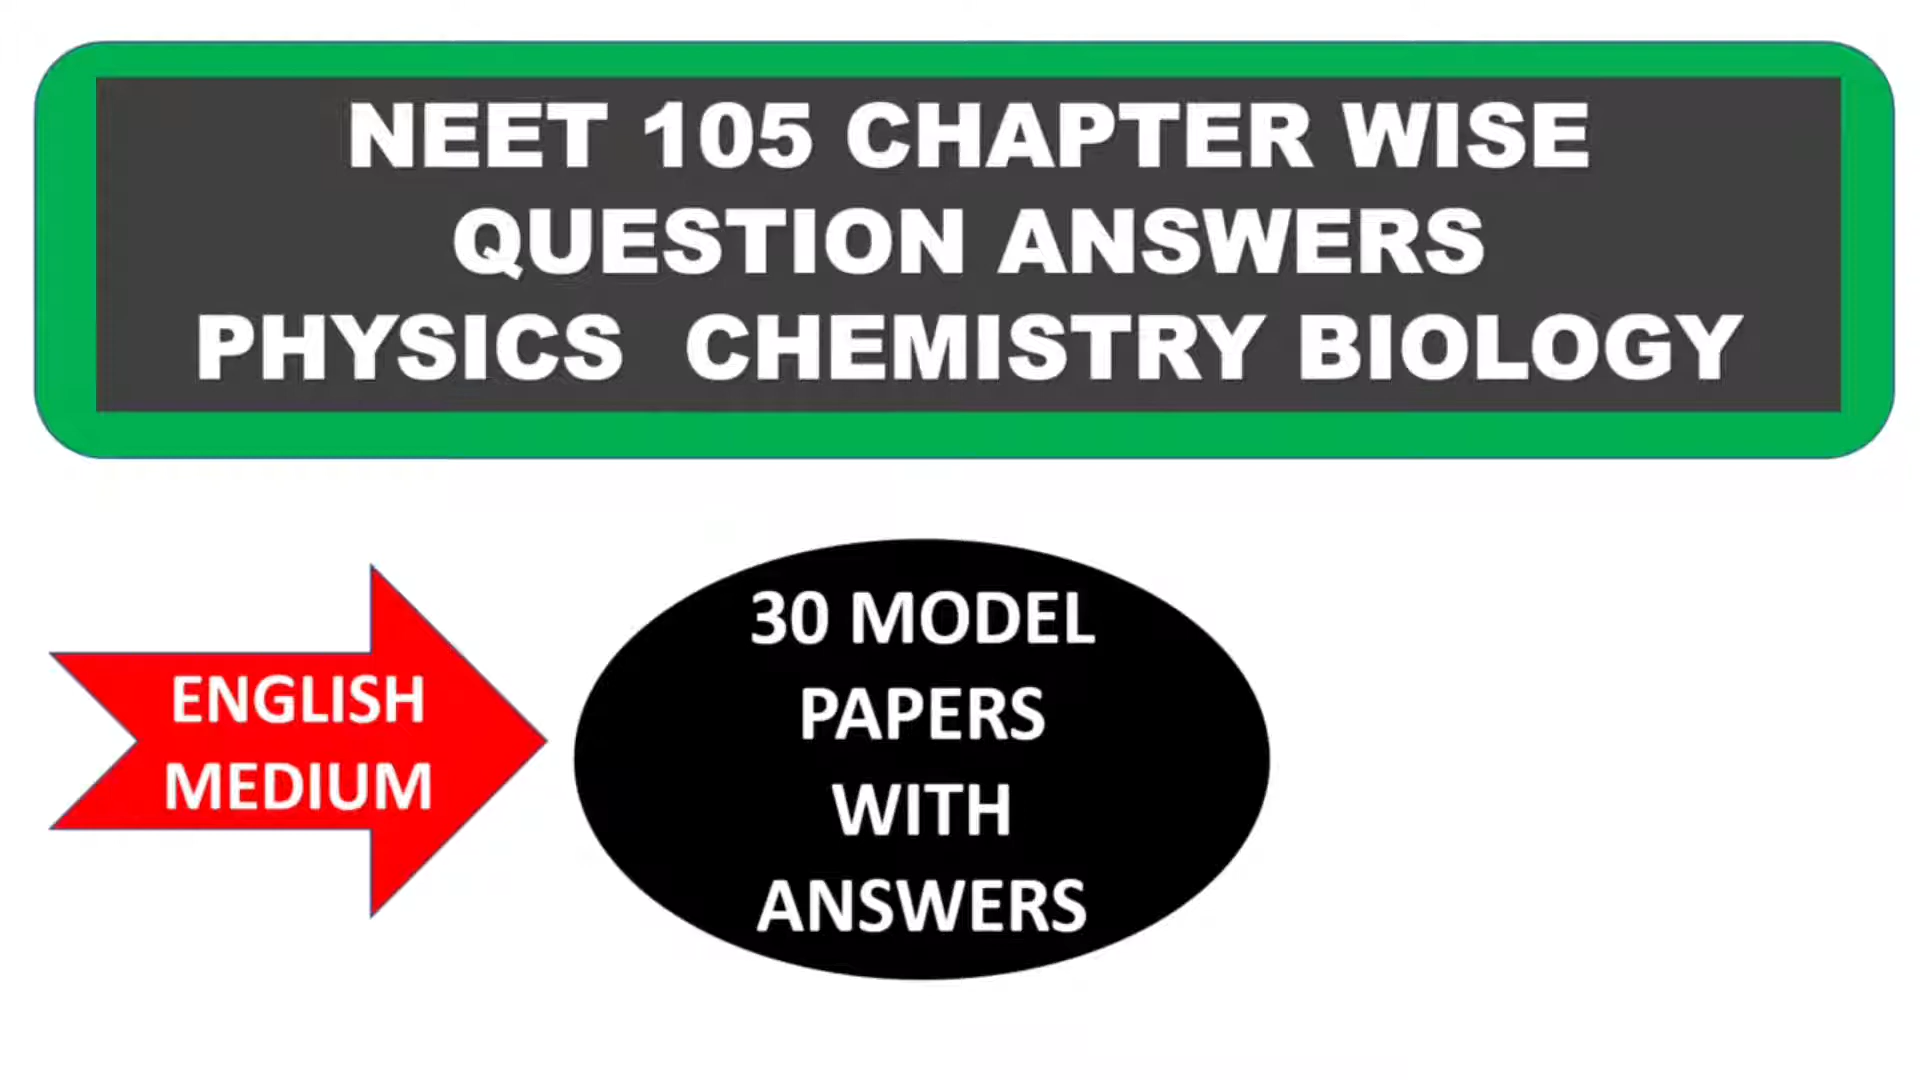 NEET 105 CHAPTER WISE
QUESTION ANSWERS
PHYSICS CHEMISTRY BIOLOGY
ENGLISH
MEDIUM
30 MODEL
PAPERS
WITH
ANSWERS